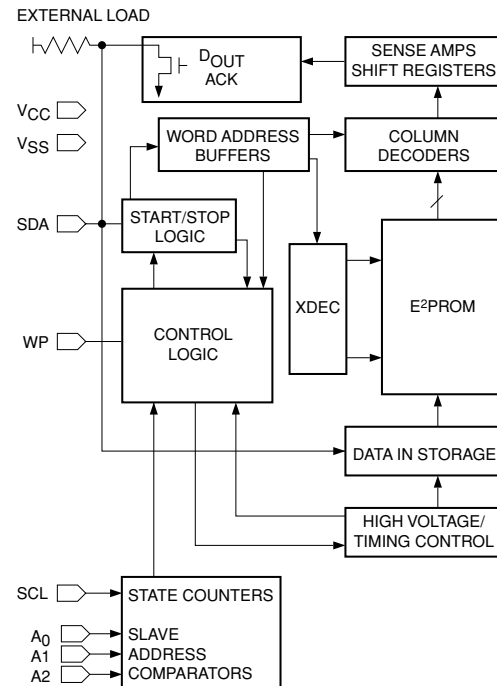 EXTERNAL LOAD
DOUT
ACK
SENSE AMPS
SHIFT REGISTERS
VCC
VSS
WORD ADDRESS
BUFFERS
COLUMN
DECODERS
SDA
START/STOP
LOGIC
XDEC
E²PROM
WP
CONTROL
LOGIC
DATA IN STORAGE
HIGH VOLTAGE/
TIMING CONTROL
SCL
STATE COUNTERS
A0
SLAVE
A1
ADDRESS
A2
COMPARATORS